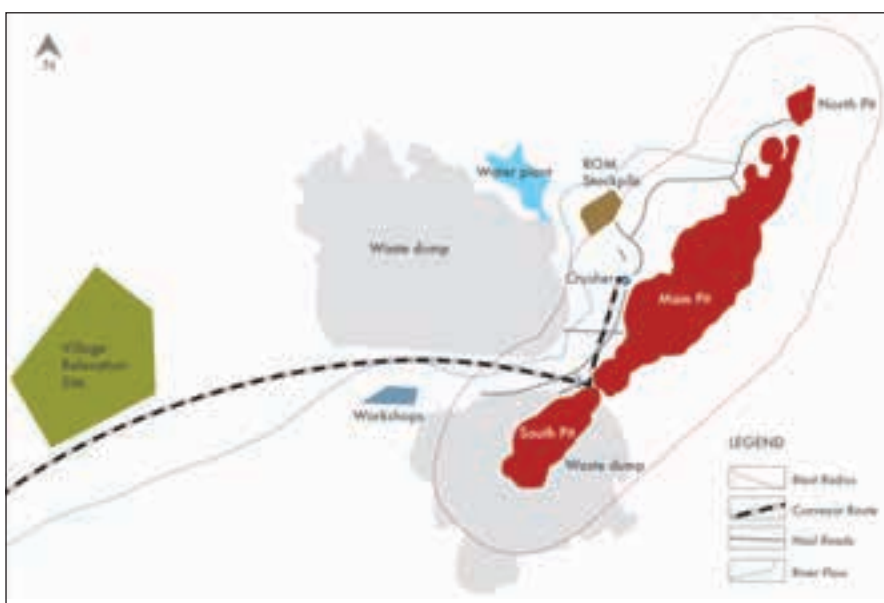 N
North Pit
ROM
Stockpile
Water plant
Waste dump
Crusher
Main Pit
Village
Relocation
Site
Workshops
South Pit
Waste dump
LEGEND
Blast Radius
Conveyor Route
Haul Roads
River Flow